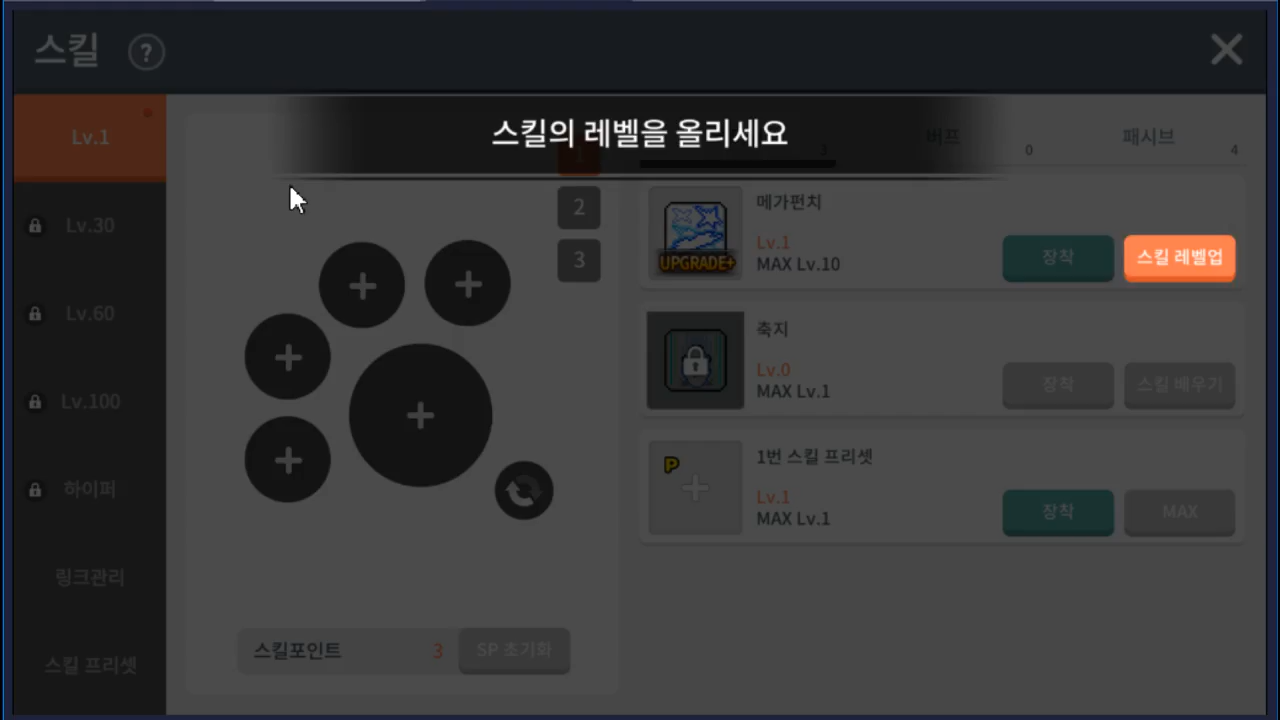 스킬 ?
Lv.1
스킬의 레벨을 올리세요
1
버프
0
패시브
4
Lv.30
Lv.60
Lv.100
하이퍼
링크관리
스킬 프리셋
1
2
3
메가펀치
Lv.1
MAX Lv.10
UPGRADE+
장착
스킬 레벨업
축지
Lv.0
MAX Lv.1
장착
스킬 배우기
P
1번 스킬 프리셋
Lv.1
MAX Lv.1
장착
MAX
스킬포인트 3
SP 초기화